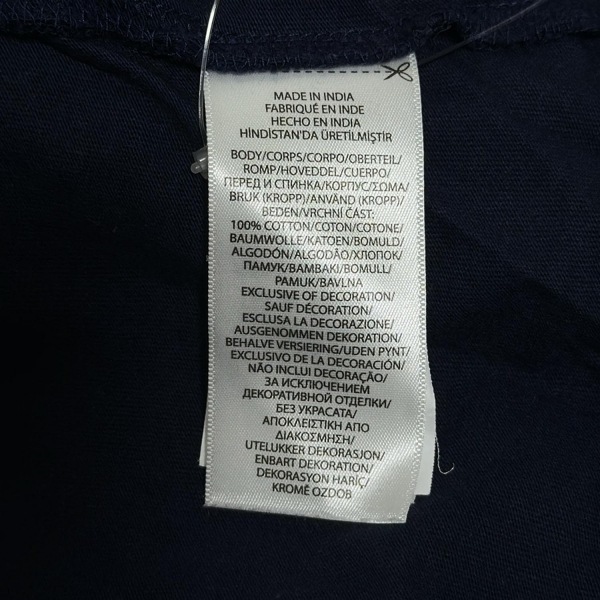 MADE IN INDIA
FABRIQUÉ EN INDE
HECHO EN INDIA
HİNDİSTAN'DA ÜRETİLMİŞTİR
BODY/CORPS/CORPO/OBERTEIL/
ROMP/HOVEDDEL/CUERPO/
ПЕРЕД И СПИНКА/КОРПУС/ΣΩΜΑ/
BRUK (KROPP)/ANVÄND (KROPP)/
BEDEN/VRCHNÍ ČÁST:
100% COTTON/COTON/COTONE/
BAUMWOLLE/KATOEN/BOMULD/
ALGODÓN/ALGODÃO/ХЛОПОК/
ПАМУК/BAMBAKI/BOMULL/
PAMUK/BAVLNA
EXCLUSIVE OF DECORATION/
SAUF DÉCORATION/
ESCLUSA LA DECORAZIONE/
AUSGENOMMEN DEKORATION/
BEHALVE VERSIERING/UDEN PYNT/
EXCLUSIVO DE LA DECORACIÓN/
NÃO INCLUI DECORAÇÃO/
ЗА ИСКЛЮЧЕНИЕМ
ДЕКОРАТИВНОЙ ОТДЕЛКИ/
БЕЗ УКРАСАТА/
ΑΠΟΚΛΕΙΣΤΙΚΗ ΑΠΟ
ΔΙΑΚΟΣΜΗΣΗ/
UTELUKKER DEKORASJON/
ENBART DEKORATION/
DEKORASYON HARİÇ/
KROMĚ OZDOB